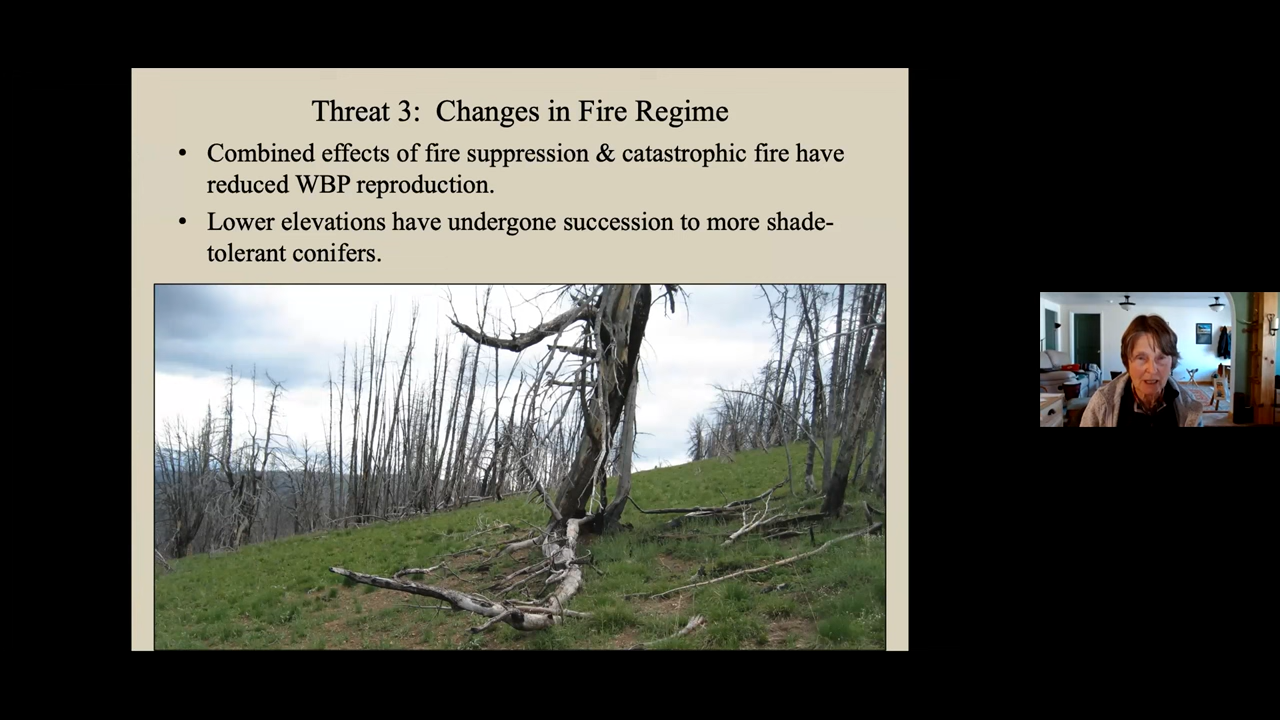 Threat 3:  Changes in Fire Regime
• Combined effects of fire suppression & catastrophic fire have
reduced WBP reproduction.
• Lower elevations have undergone succession to more shade-
tolerant conifers.